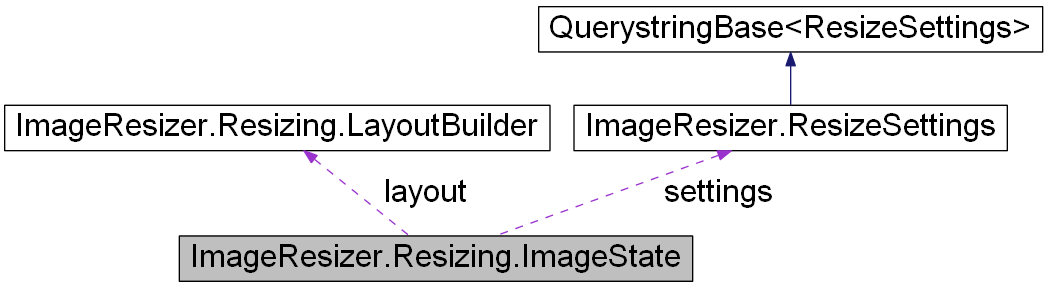 QuerystringBase<ResizeSettings>
ImageResizer.Resizing.LayoutBuilder
ImageResizer.ResizeSettings
layout
settings
ImageResizer.Resizing.ImageState